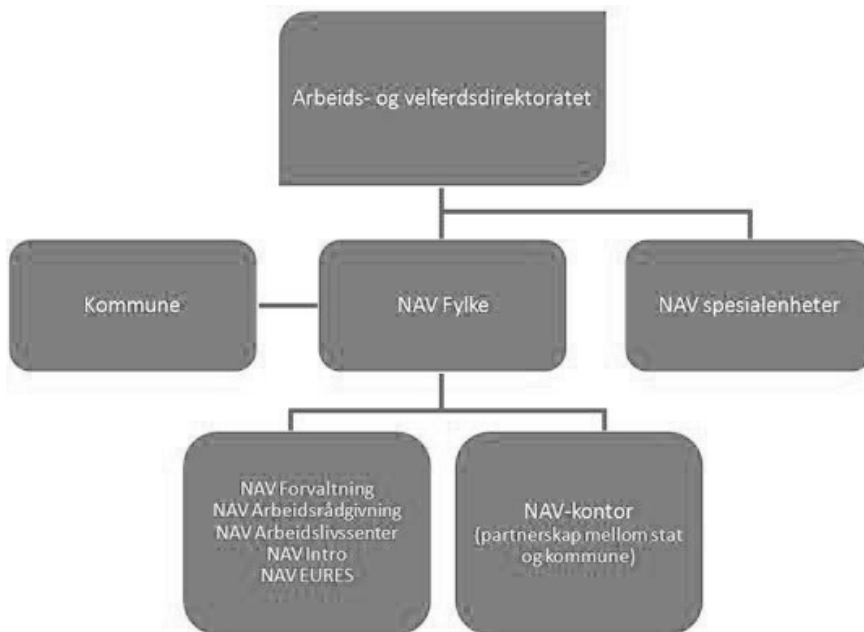 Arbeids- og velferdsdirektoratet
Kommune
NAV Fylke
NAV spesialenheter
NAV Forvaltning
NAV Arbeidsrådgivning
NAV Arbeidslivssenter
NAV Intro
NAV EURES
NAV-kontor
(partnerskap mellom stat
og kommune)